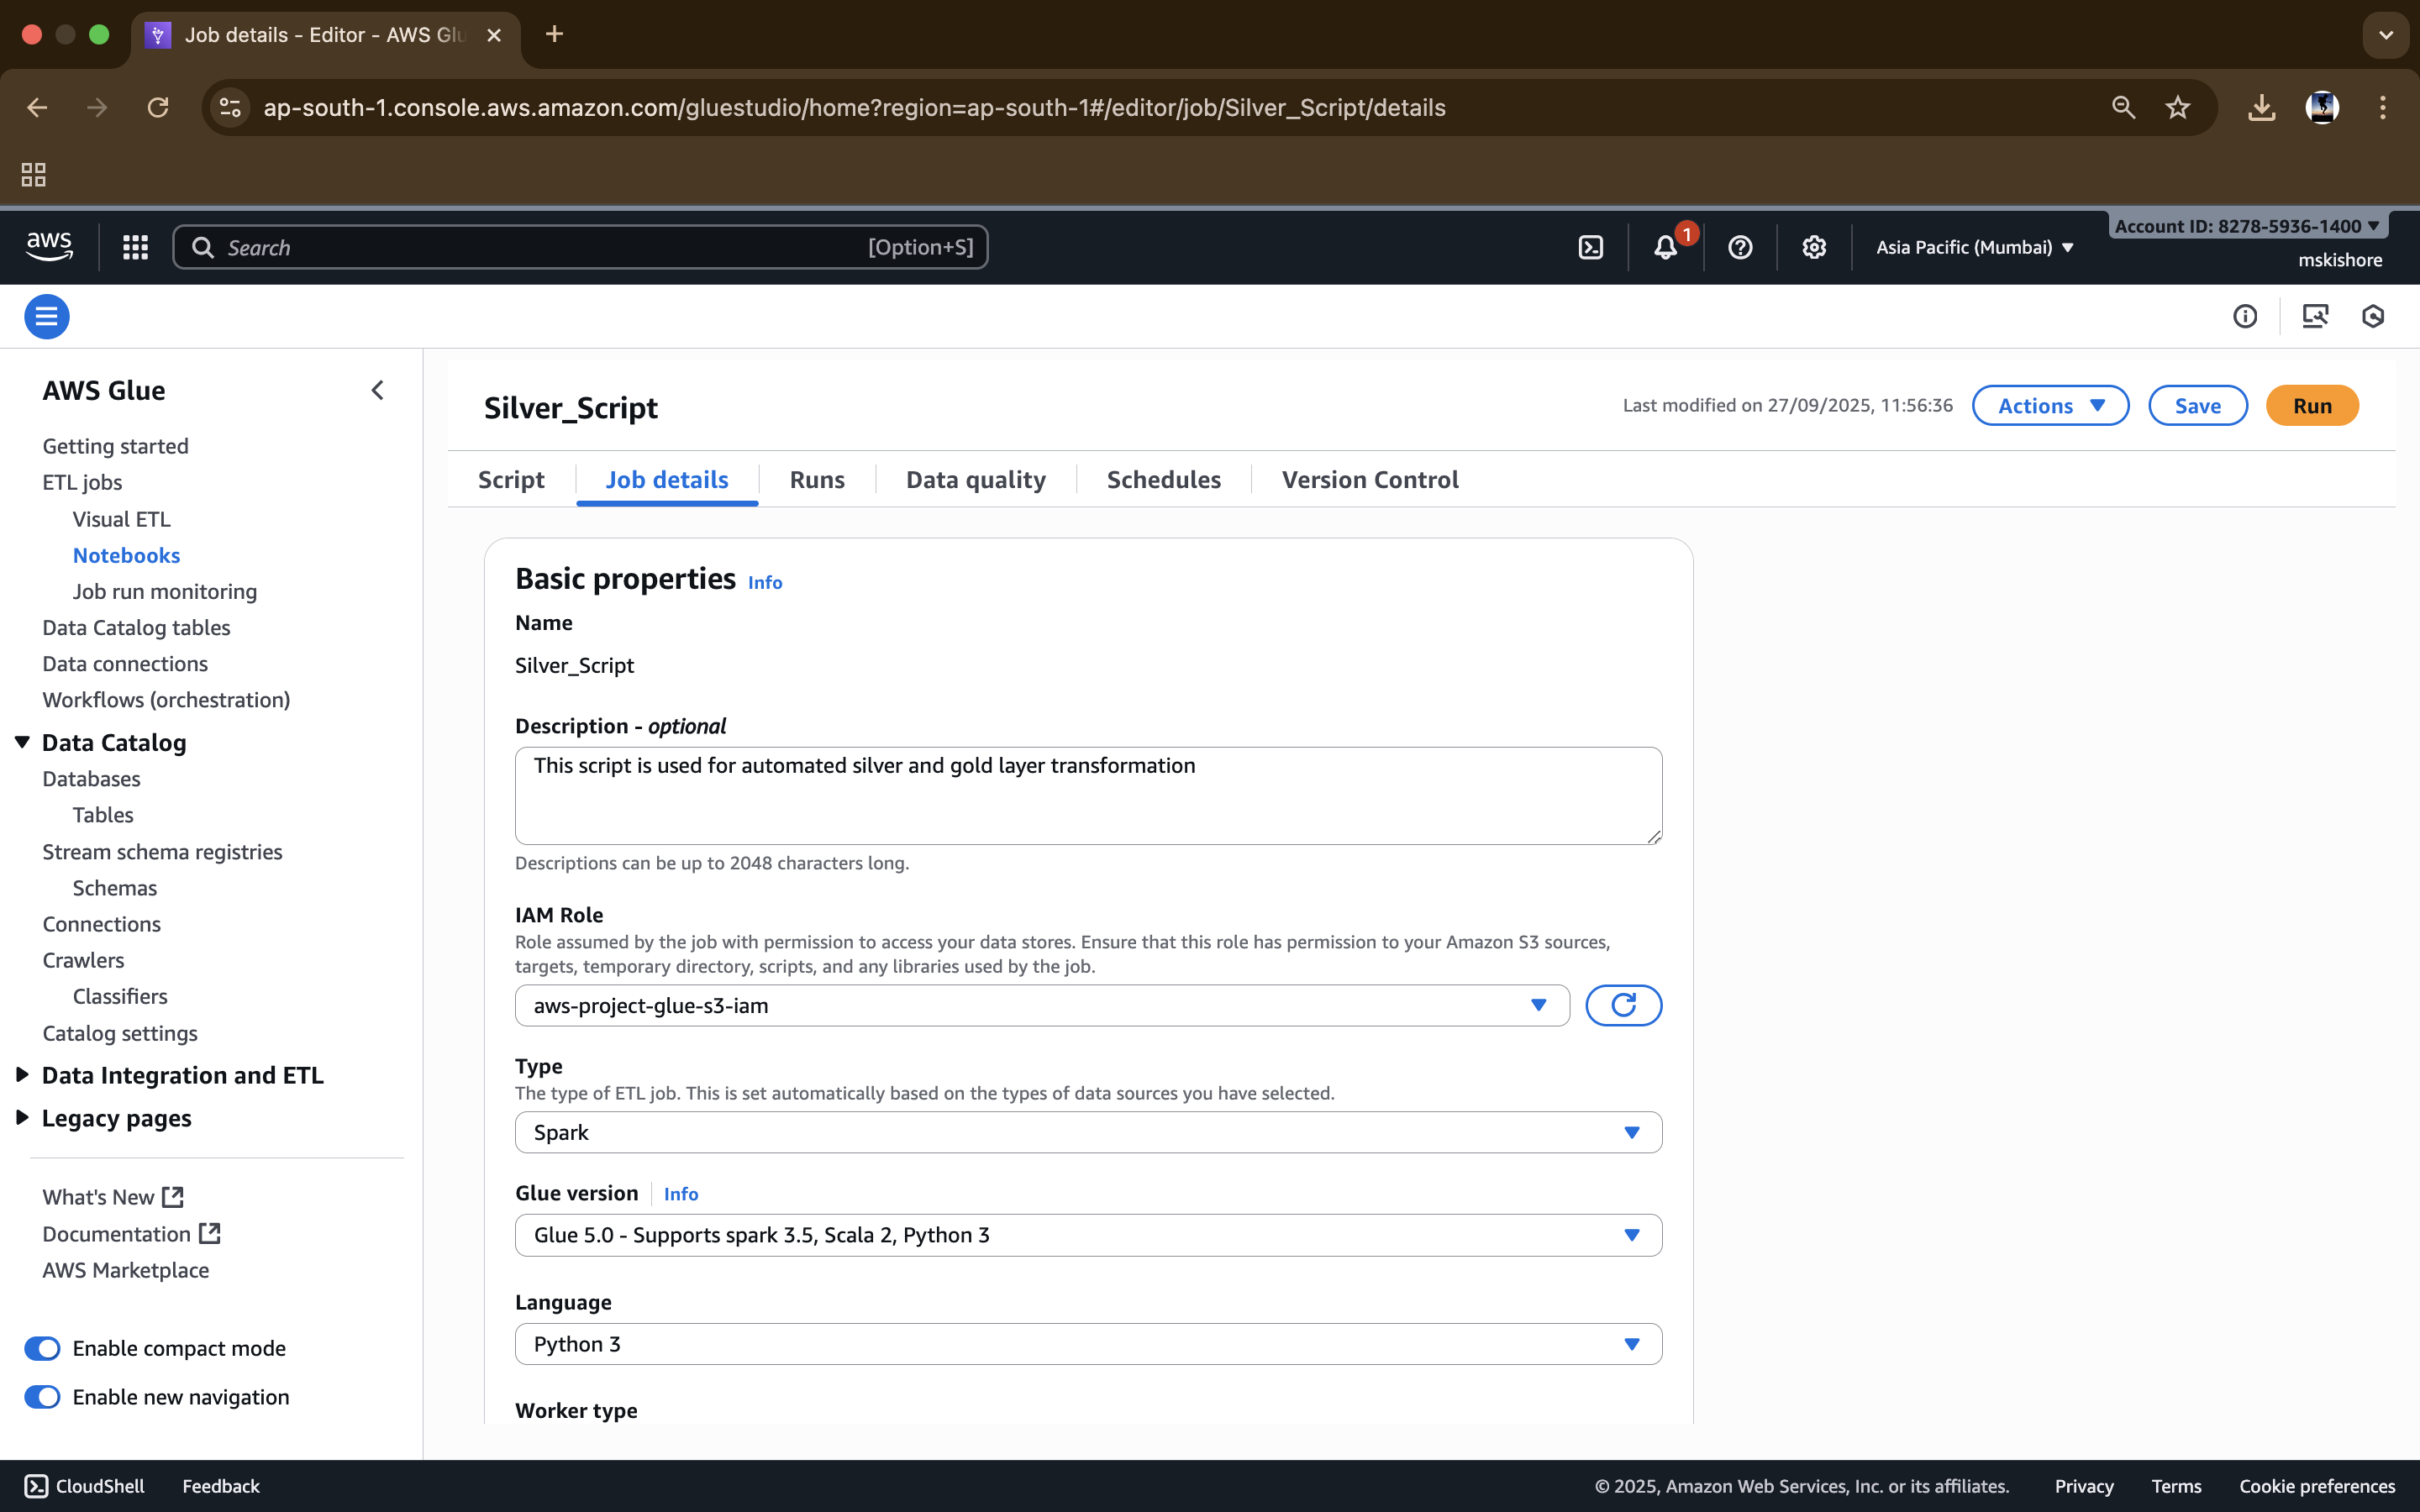 Job details - Editor - AWS Glu
ap-south-1.console.aws.amazon.com/gluestudio/home?region=ap-south-1#/editor/job/Silver_Script/details
aws
Search
[Option+S]
1
Asia Pacific (Mumbai)
Account ID: 8278-5936-1400
mskishore
AWS Glue
Getting started
ETL jobs
Visual ETL
Notebooks
Job run monitoring
Data Catalog tables
Data connections
Workflows (orchestration)
Data Catalog
Databases
Tables
Stream schema registries
Schemas
Connections
Crawlers
Classifiers
Catalog settings
Data Integration and ETL
Legacy pages
What's New
Documentation
AWS Marketplace
Enable compact mode
Enable new navigation
Silver_Script
Last modified on 27/09/2025, 11:56:36
Actions
Save
Run
Script
Job details
Runs
Data quality
Schedules
Version Control
Basic properties Info
Name
Silver_Script
Description - optional
This script is used for automated silver and gold layer transformation
Descriptions can be up to 2048 characters long.
IAM Role
Role assumed by the job with permission to access your data stores. Ensure that this role has permission to your Amazon S3 sources,
targets, temporary directory, scripts, and any libraries used by the job.
aws-project-glue-s3-iam
Type
The type of ETL job. This is set automatically based on the types of data sources you have selected.
Spark
Glue version Info
Glue 5.0 - Supports spark 3.5, Scala 2, Python 3
Language
Python 3
Worker type
CloudShell
Feedback
© 2025, Amazon Web Services, Inc. or its affiliates.
Privacy
Terms
Cookie preferences